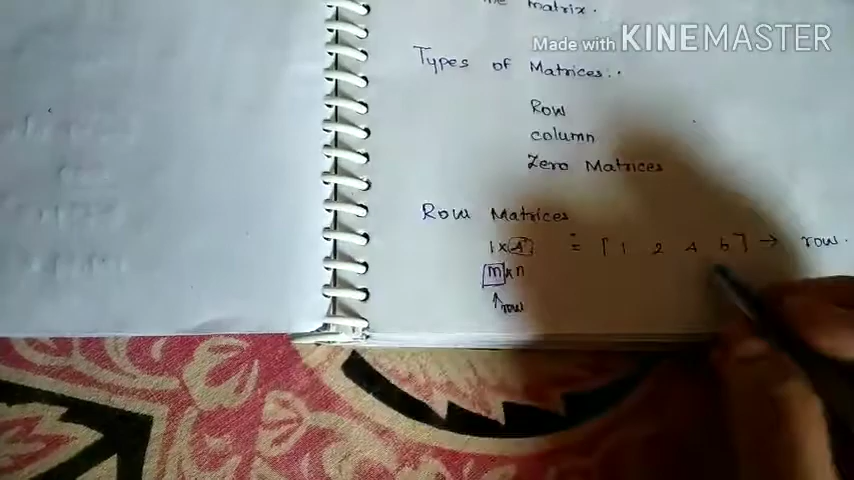 the Matrix.
Made with KINEMASTER
Types of Matrices:.
Row
column
Zero Matrices
Row Matrices
1×4 = [1 2 4 6] → row.
m×n
↑row